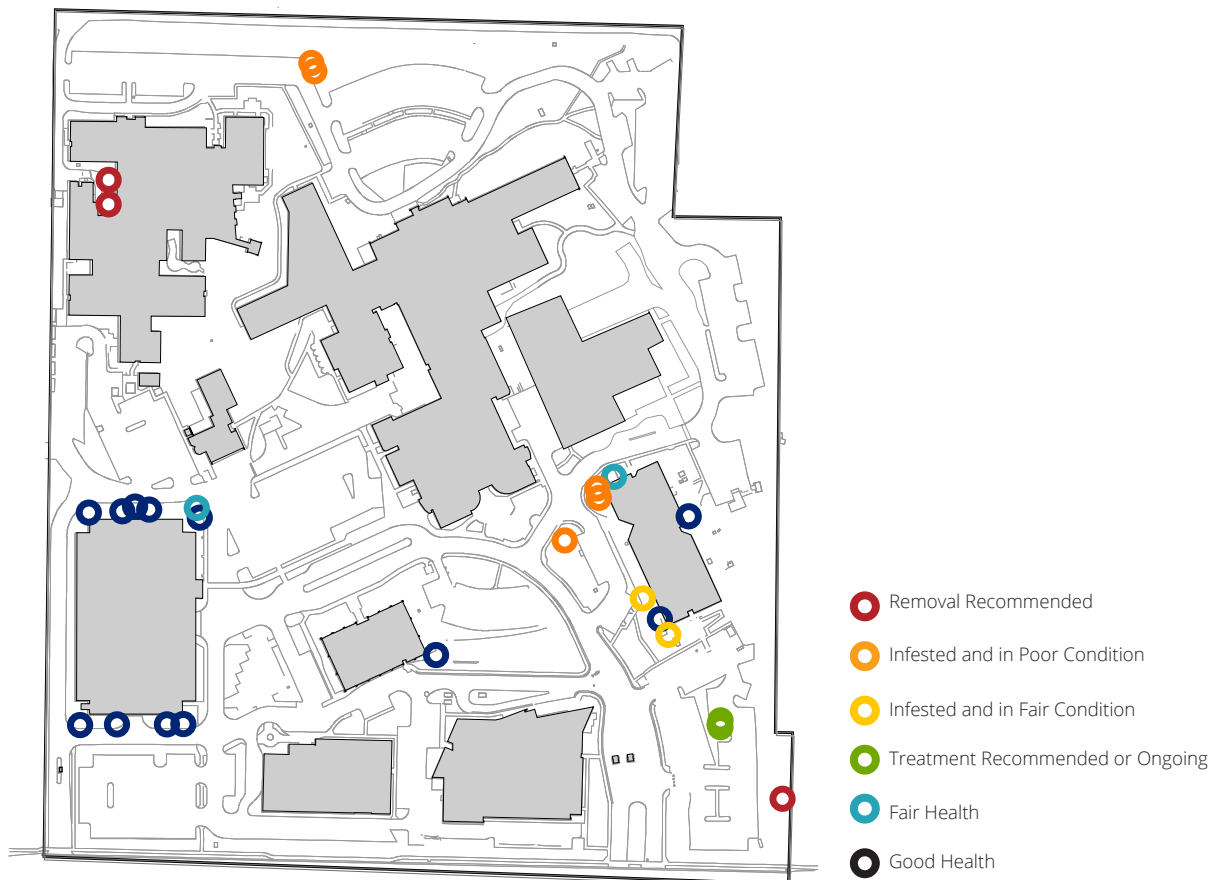 Removal Recommended
Infested and in Poor Condition
Infested and in Fair Condition
Treatment Recommended or Ongoing
Fair Health
Good Health